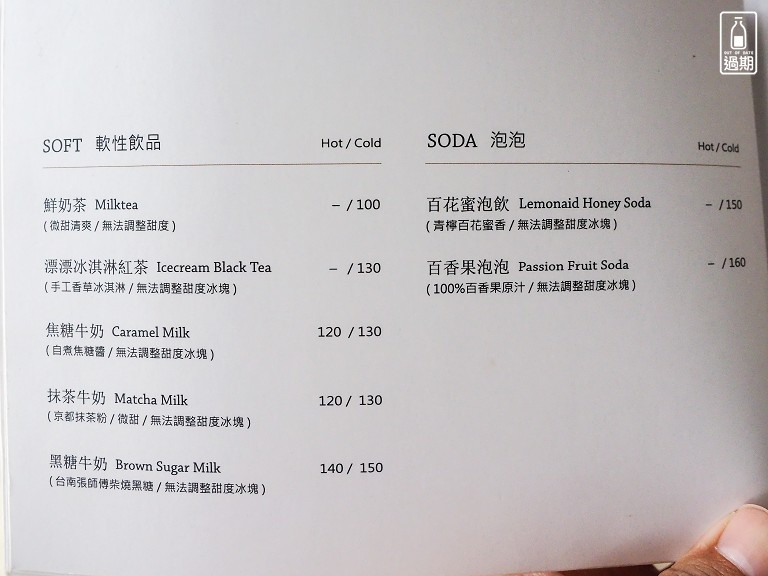 OUT OF DATE
過期
SOFT 軟性飲品 Hot / Cold
鮮奶茶 Milktea – / 100
( 微甜清爽 / 無法調整甜度 )
漂漂冰淇淋紅茶 Icecream Black Tea – / 130
( 手工香草冰淇淋 / 無法調整甜度冰塊 )
焦糖牛奶 Caramel Milk 120 / 130
( 自煮焦糖醬 / 無法調整甜度冰塊 )
抹茶牛奶 Matcha Milk 120 / 130
( 京都抹茶粉 / 微甜 / 無法調整甜度冰塊 )
黑糖牛奶 Brown Sugar Milk 140 / 150
( 台南張師傅柴燒黑糖 / 無法調整甜度冰塊 )
SODA 泡泡 Hot / Cold
百花蜜泡飲 Lemonaid Honey Soda – / 150
( 青檸百花蜜香 / 無法調整甜度冰塊 )
百香果泡泡 Passion Fruit Soda – / 160
( 100%百香果原汁 / 無法調整甜度冰塊 )